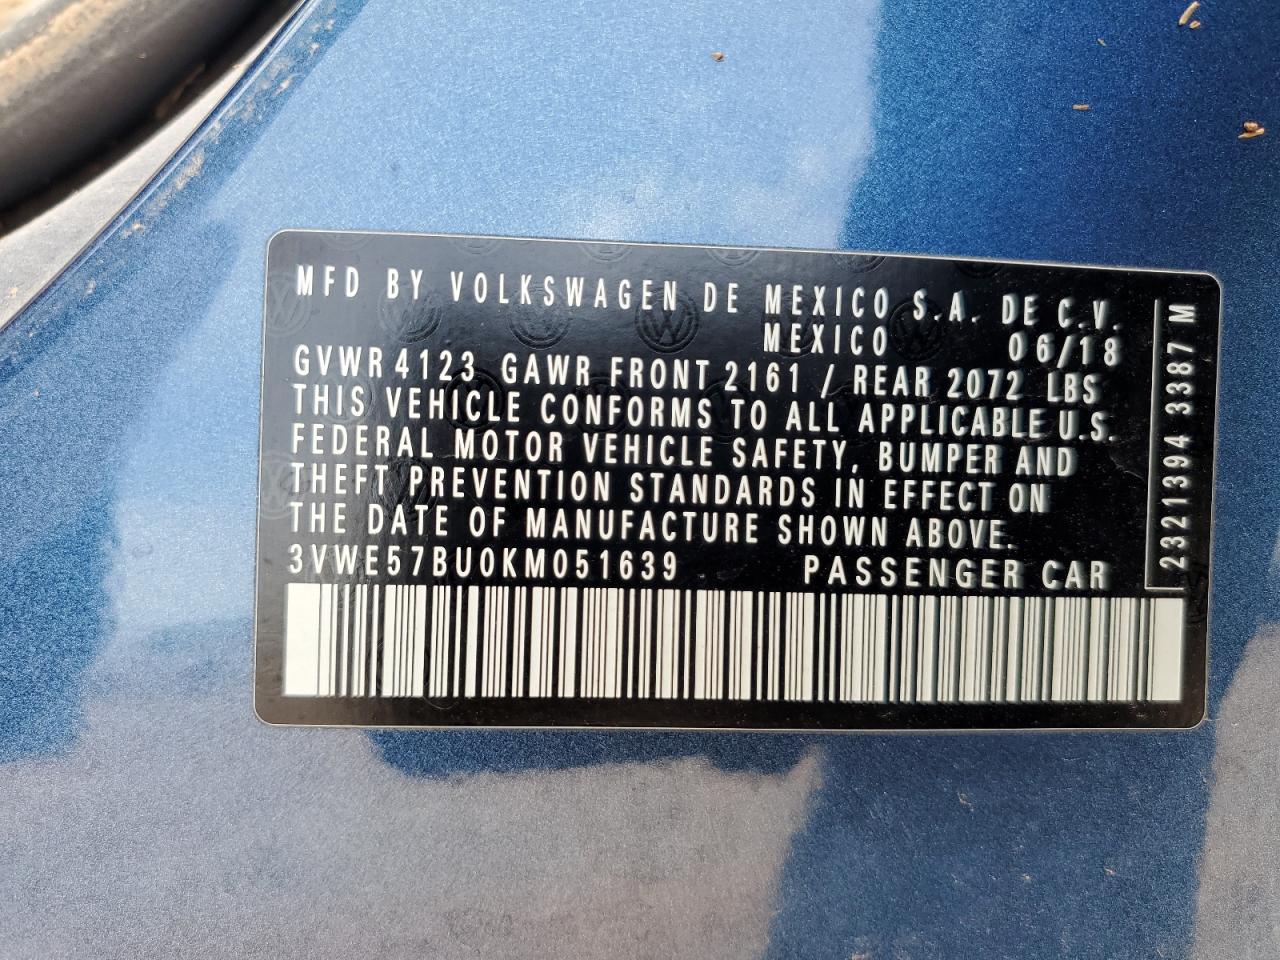 MFD BY VOLKSWAGEN DE MEXICO S.A. DE C.V.
MEXICO 06/18
GVWR 4123 GAWR FRONT 2161 / REAR 2072 LBS
THIS VEHICLE CONFORMS TO ALL APPLICABLE U.S.
FEDERAL MOTOR VEHICLE SAFETY, BUMPER AND
THEFT PREVENTION STANDARDS IN EFFECT ON
THE DATE OF MANUFACTURE SHOWN ABOVE.
3VWE57BU0KM051639 PASSENGER CAR
2321394 3387 M